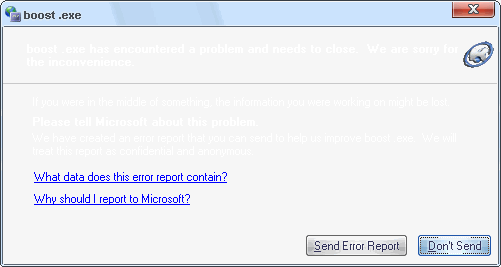 boost .exe
boost .exe has encountered a problem and needs to close. We are sorry for
the inconvenience.
If you were in the middle of something, the information you were working on might be lost.
Please tell Microsoft about this problem.
We have created an error report that you can send to help us improve boost .exe. We will
treat this report as confidential and anonymous.
What data does this error report contain?
Why should I report to Microsoft?
Send Error Report
Don't Send